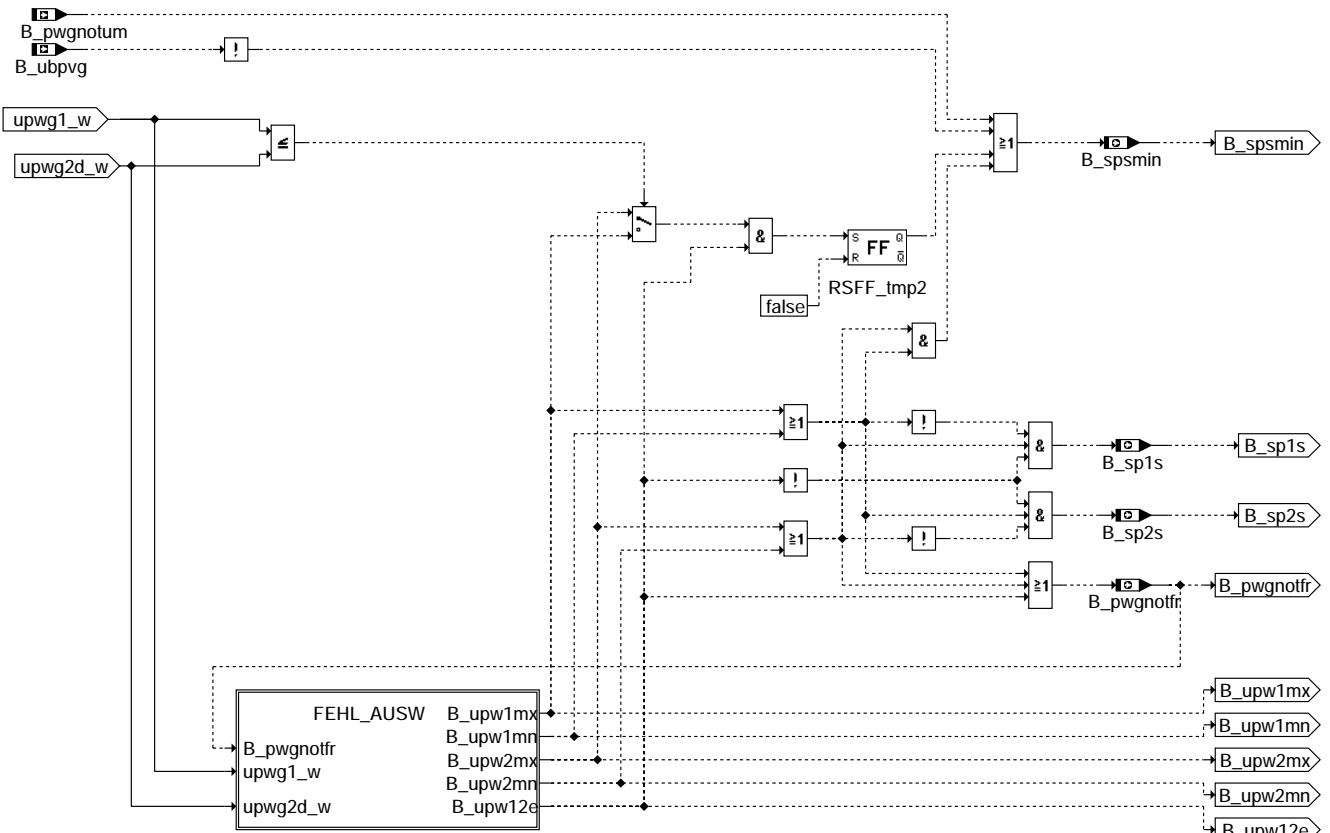 B_pwgnotum
B_ubpvg
!
upwg1_w
upwg2d_w
≤
≥1
B_spsmin
B_spsmin
&
S Q
FF
R Q̅
RSFF_tmp2
false
&
≥1
!
&
B_sp1s
B_sp1s
!
&
B_sp2s
B_sp2s
≥1
!
≥1
B_pwgnotfr
B_pwgnotfr
FEHL_AUSW
B_upw1mx
B_upw1mx
B_upw1mn
B_upw1mn
B_pwgnotfr
B_upw2mx
B_upw2mx
upwg1_w
B_upw2mn
B_upw2mn
upwg2d_w
B_upw12e
B_upw12e